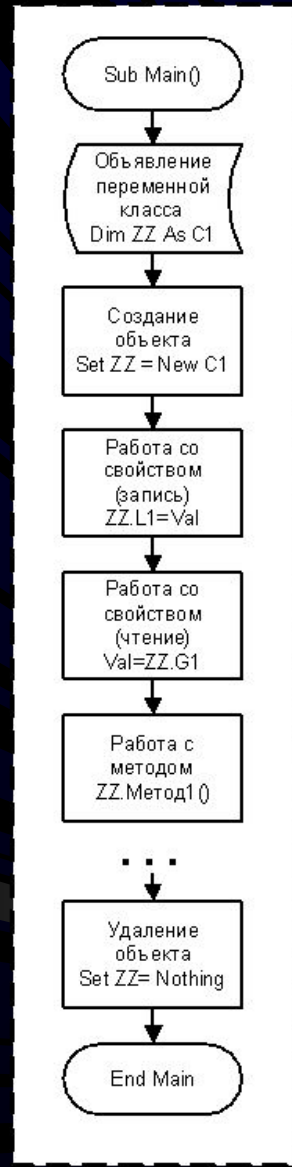 Sub Main()
Объявление
переменной
класса
Dim ZZ As C1
Создание
объекта
Set ZZ = New C1
Работа со
свойством
(запись)
ZZ.L1=Val
Работа со
свойством
(чтение)
Val=ZZ.G1
Работа с
методом
ZZ.Метод1()
. . .
Удаление
объекта
Set ZZ= Nothing
End Main